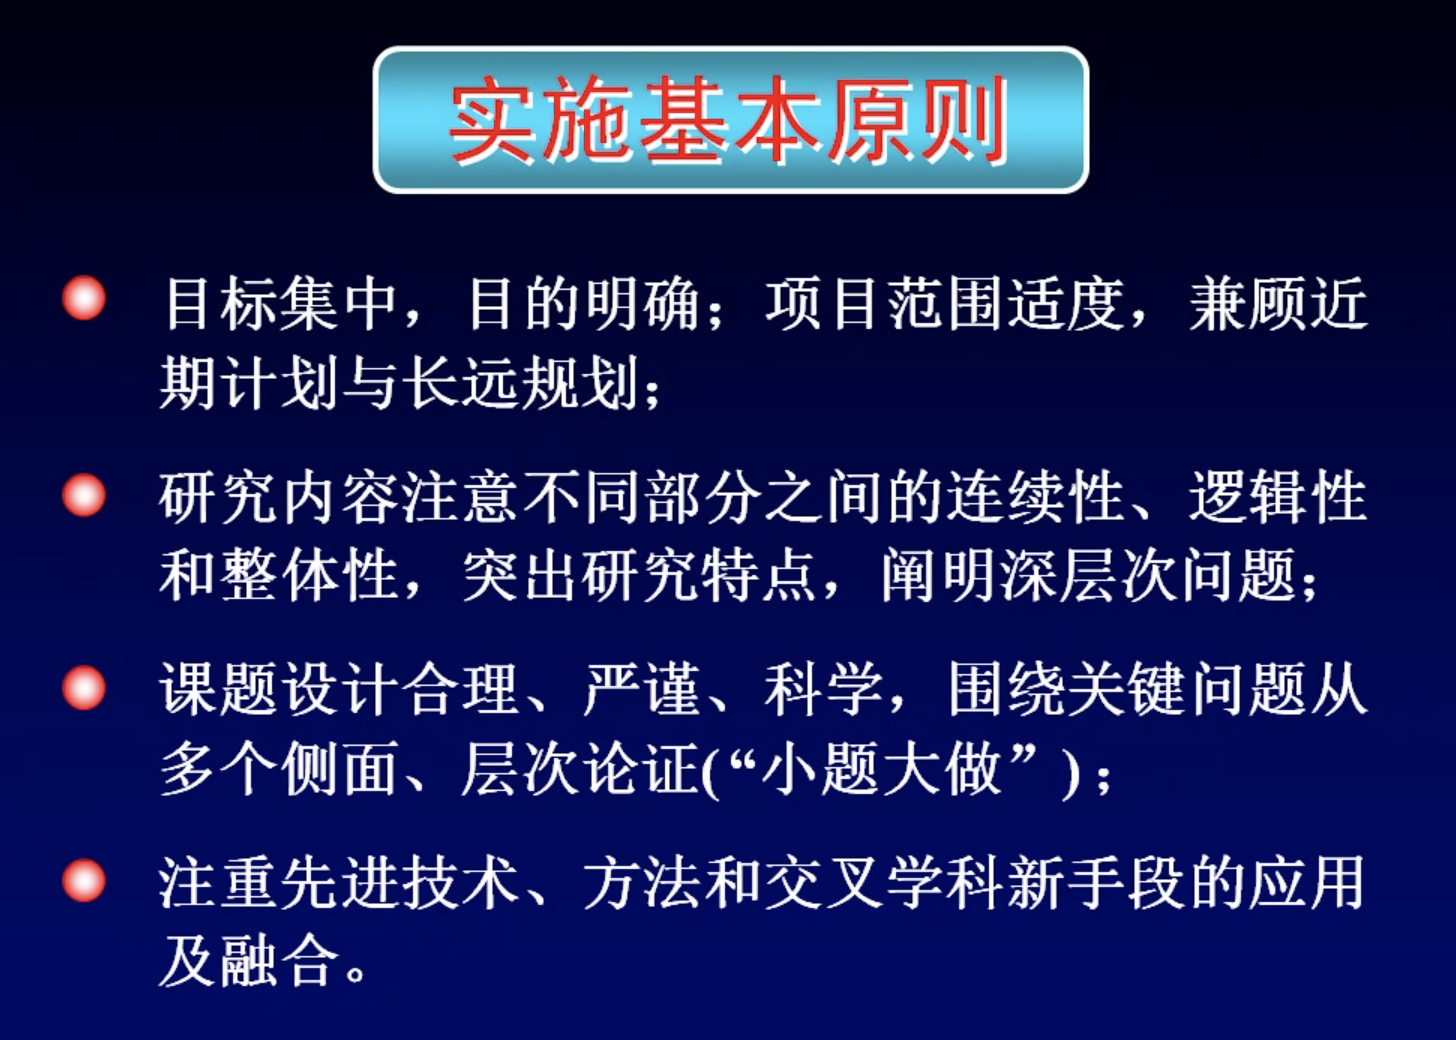 实施基本原则
目标集中，目的明确；项目范围适度，兼顾近
期计划与长远规划；
研究内容注意不同部分之间的连续性、逻辑性
和整体性，突出研究特点，阐明深层次问题；
课题设计合理、严谨、科学，围绕关键问题从
多个侧面、层次论证(“小题大做”)；
注重先进技术、方法和交叉学科新手段的应用
及融合。